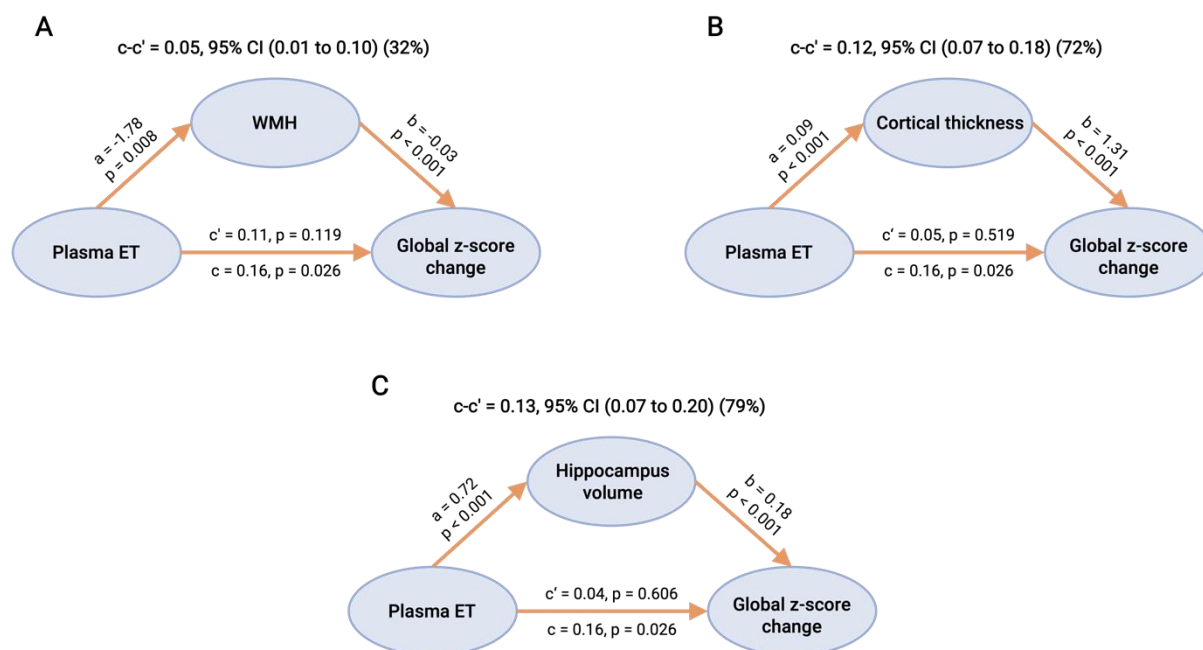 A
c-c' = 0.05, 95% CI (0.01 to 0.10) (32%)
WMH
a = -1.78
p = 0.008
b = -0.03
p < 0.001
Plasma ET
c' = 0.11, p = 0.119
c = 0.16, p = 0.026
Global z-score
change
B
c-c' = 0.12, 95% CI (0.07 to 0.18) (72%)
Cortical thickness
a = 0.09
p < 0.001
b = 1.31
p < 0.001
Plasma ET
c‘ = 0.05, p = 0.519
c = 0.16, p = 0.026
Global z-score
change
C
c-c' = 0.13, 95% CI (0.07 to 0.20) (79%)
Hippocampus
volume
a = 0.72
p < 0.001
b = 0.18
p < 0.001
Plasma ET
c‘ = 0.04, p = 0.606
c = 0.16, p = 0.026
Global z-score
change